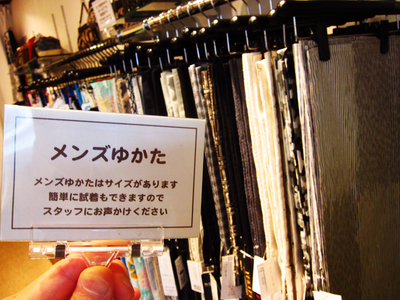 メンズゆかた
メンズゆかたはサイズがあります
簡単に試着もできますので
スタッフにお声かけください